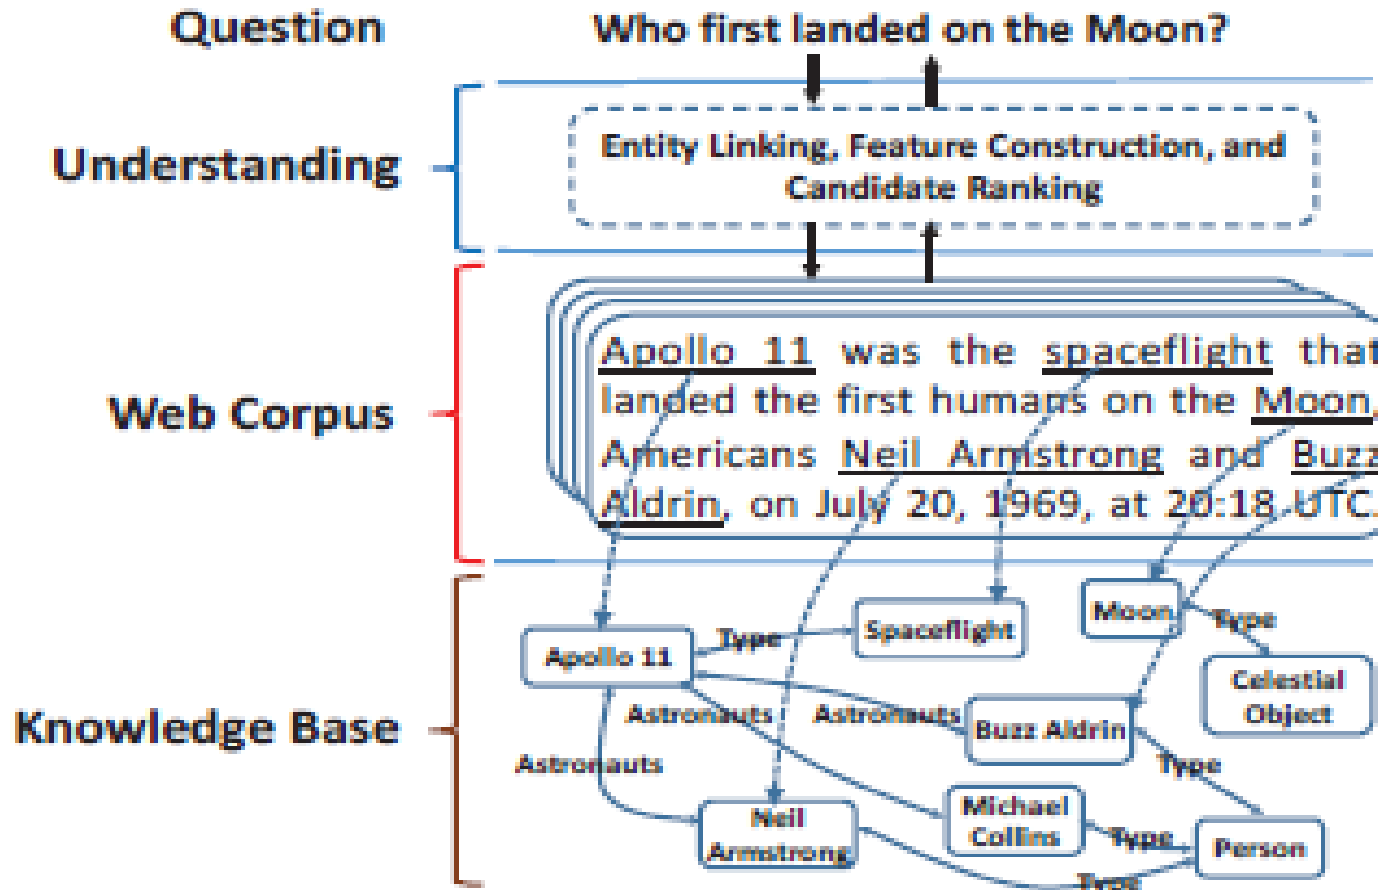 Question
Who first landed on the Moon?
Understanding
Entity Linking, Feature Construction, and
Candidate Ranking
Web Corpus
Apollo 11 was the spaceflight that
landed the first humans on the Moon,
Americans Neil Armstrong and Buzz
Aldrin, on July 20, 1969, at 20:18 UTC.
Knowledge Base
Apollo 11
Type
Spaceflight
Moon
Type
Celestial
Object
Astronauts
Astronauts
Buzz Aldrin
Astronauts
Type
Neil
Armstrong
Michael
Collins
Type
Person
Type